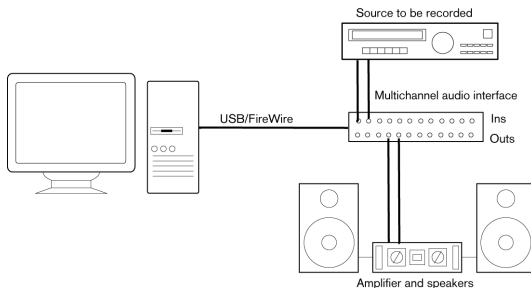 Source to be recorded
Multichannel audio interface
USB/FireWire
Ins
Outs
Amplifier and speakers